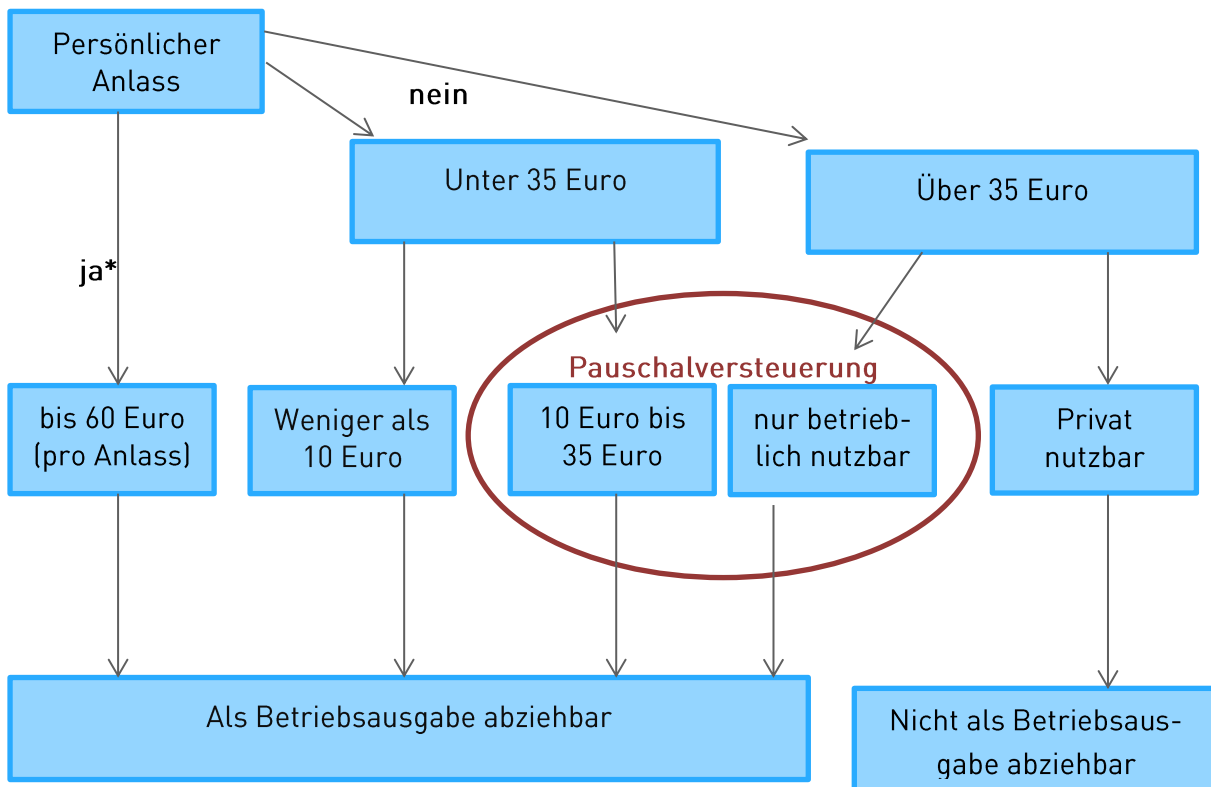 Persönlicher
Anlass
nein
Unter 35 Euro
Über 35 Euro
ja*
Pauschalversteuerung
bis 60 Euro
(pro Anlass)
Weniger als
10 Euro
10 Euro bis
35 Euro
nur betrieb-
lich nutzbar
Privat
nutzbar
Als Betriebsausgabe abziehbar
Nicht als Betriebsaus-
gabe abziehbar